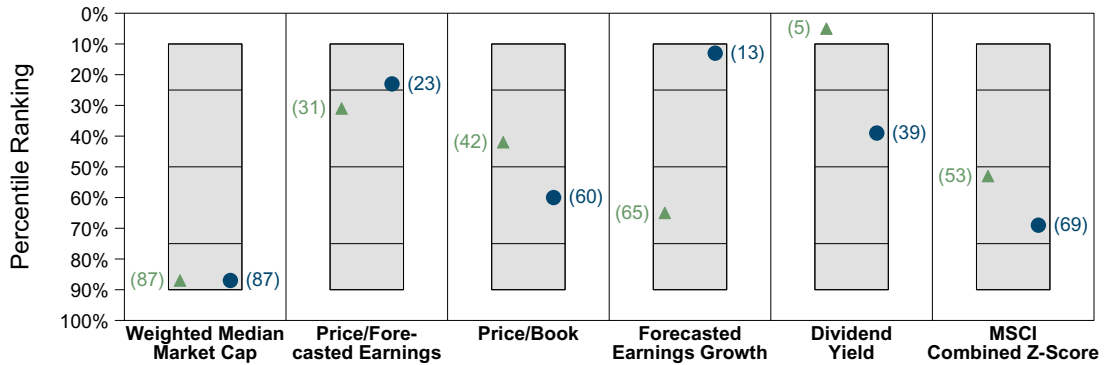 Percentile Ranking
0%
10%
20%
30%
40%
50%
60%
70%
80%
90%
100%
(87)
(87)
(31)
(23)
(42)
(60)
(65)
(13)
(5)
(39)
(53)
(69)
Weighted Median
Market Cap
Price/Fore-
casted Earnings
Price/Book
Forecasted
Earnings Growth
Dividend
Yield
MSCI
Combined Z-Score